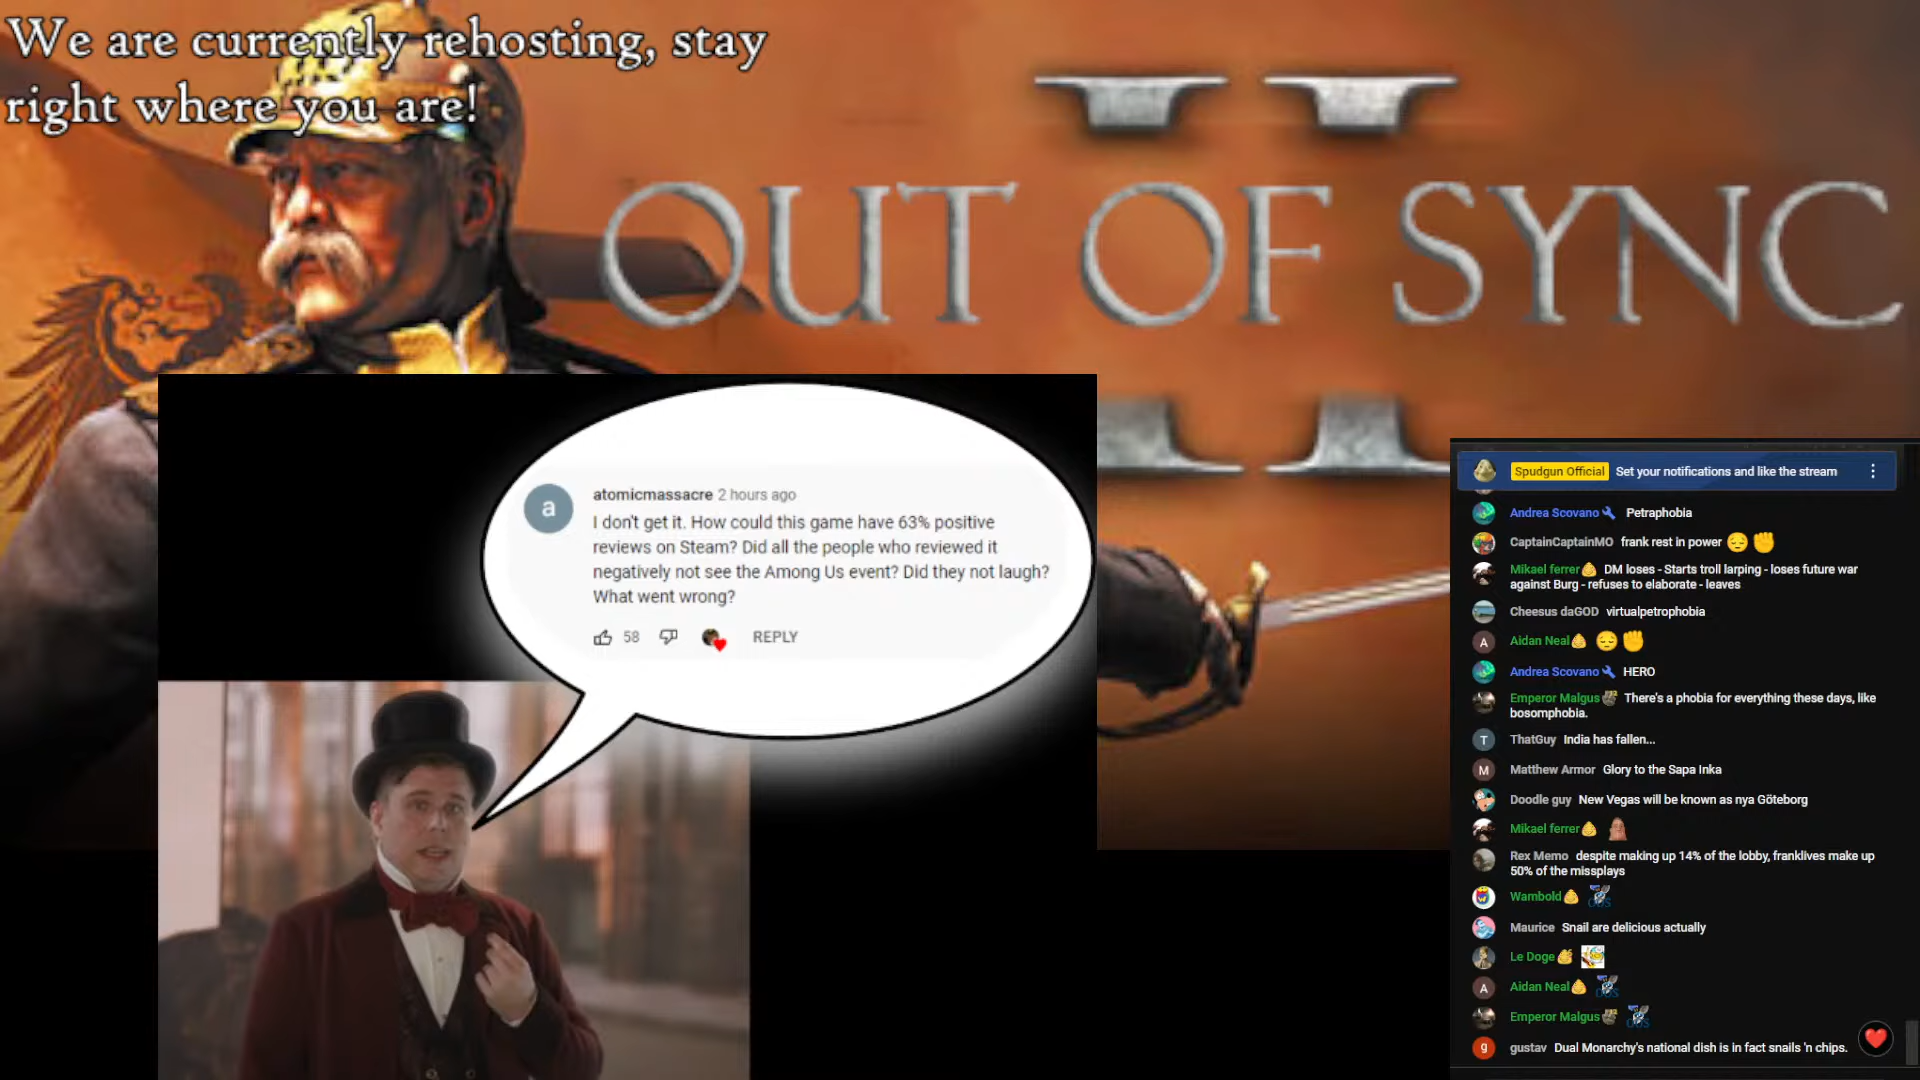 We are currently rehosting, stay
right where you are!
II
OUT OF SYNC
atomicmassacre 2 hours ago
I don't get it. How could this game have 63% positive
reviews on Steam? Did all the people who reviewed it
negatively not see the Among Us event? Did they not laugh?
What went wrong?
58 REPLY
a
Spudgun Official Set your notifications and like the stream
Andrea Scovano Petraphobia
CaptainCaptainMO frank rest in power 😔 ✊
Mikael ferrer DM loses - Starts troll larping - loses future war
against Burg - refuses to elaborate - leaves
Cheesus daGOD virtualpetrophobia
A Aidan Neal 😔 ✊
Andrea Scovano HERO
Emperor Malgus There's a phobia for everything these days, like
bosomphobia.
T ThatGuy India has fallen...
M Matthew Armor Glory to the Sapa Inka
Doodle guy New Vegas will be known as nya Göteborg
Mikael ferrer 🗿
Rex Memo despite making up 14% of the lobby, franklives make up
50% of the missplays
Wambold OOS
Maurice Snail are delicious actually
Le Doge
A Aidan Neal OOS
Emperor Malgus OOS
g gustav Dual Monarchy's national dish is in fact snails 'n chips.